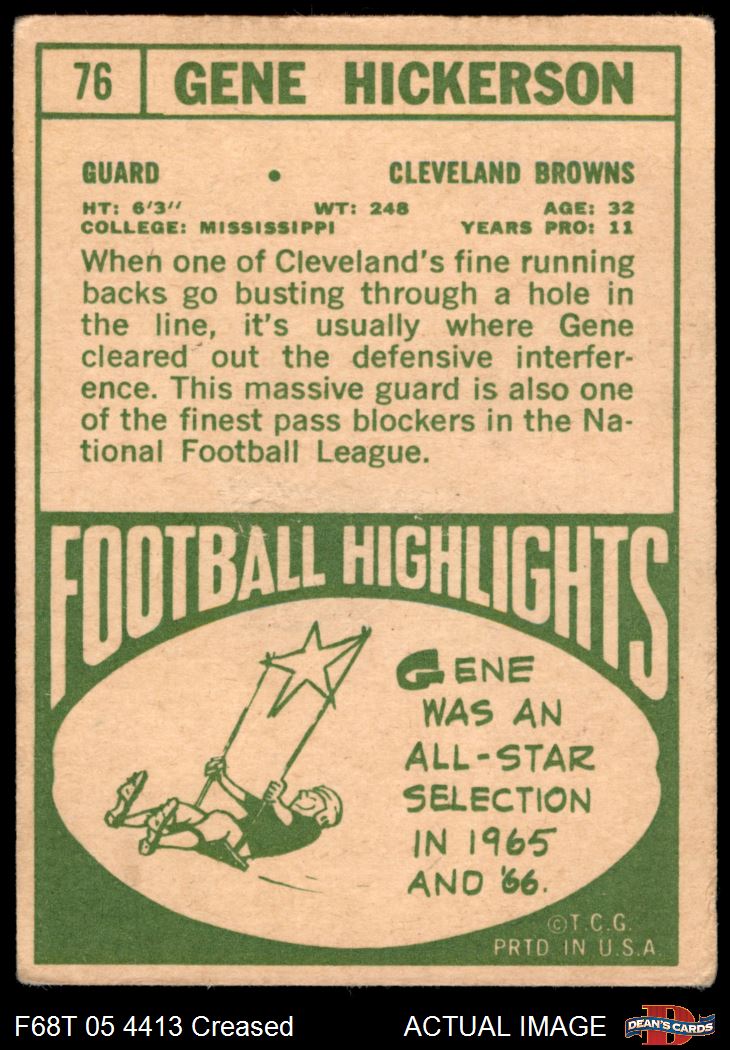 76 GENE HICKERSON
GUARD • CLEVELAND BROWNS
HT: 6'3" WT: 248 AGE: 32
COLLEGE: MISSISSIPPI YEARS PRO: 11
When one of Cleveland's fine running
backs go busting through a hole in
the line, it's usually where Gene
cleared out the defensive interfer-
ence. This massive guard is also one
of the finest pass blockers in the Na-
tional Football League.
FOOTBALL HIGHLIGHTS
GENE
WAS AN
ALL-STAR
SELECTION
IN 1965
AND '66.
©T.C.G.
PRTD IN U.S.A.
F68T 05 4413 Creased ACTUAL IMAGE
D
DEAN'S CARDS